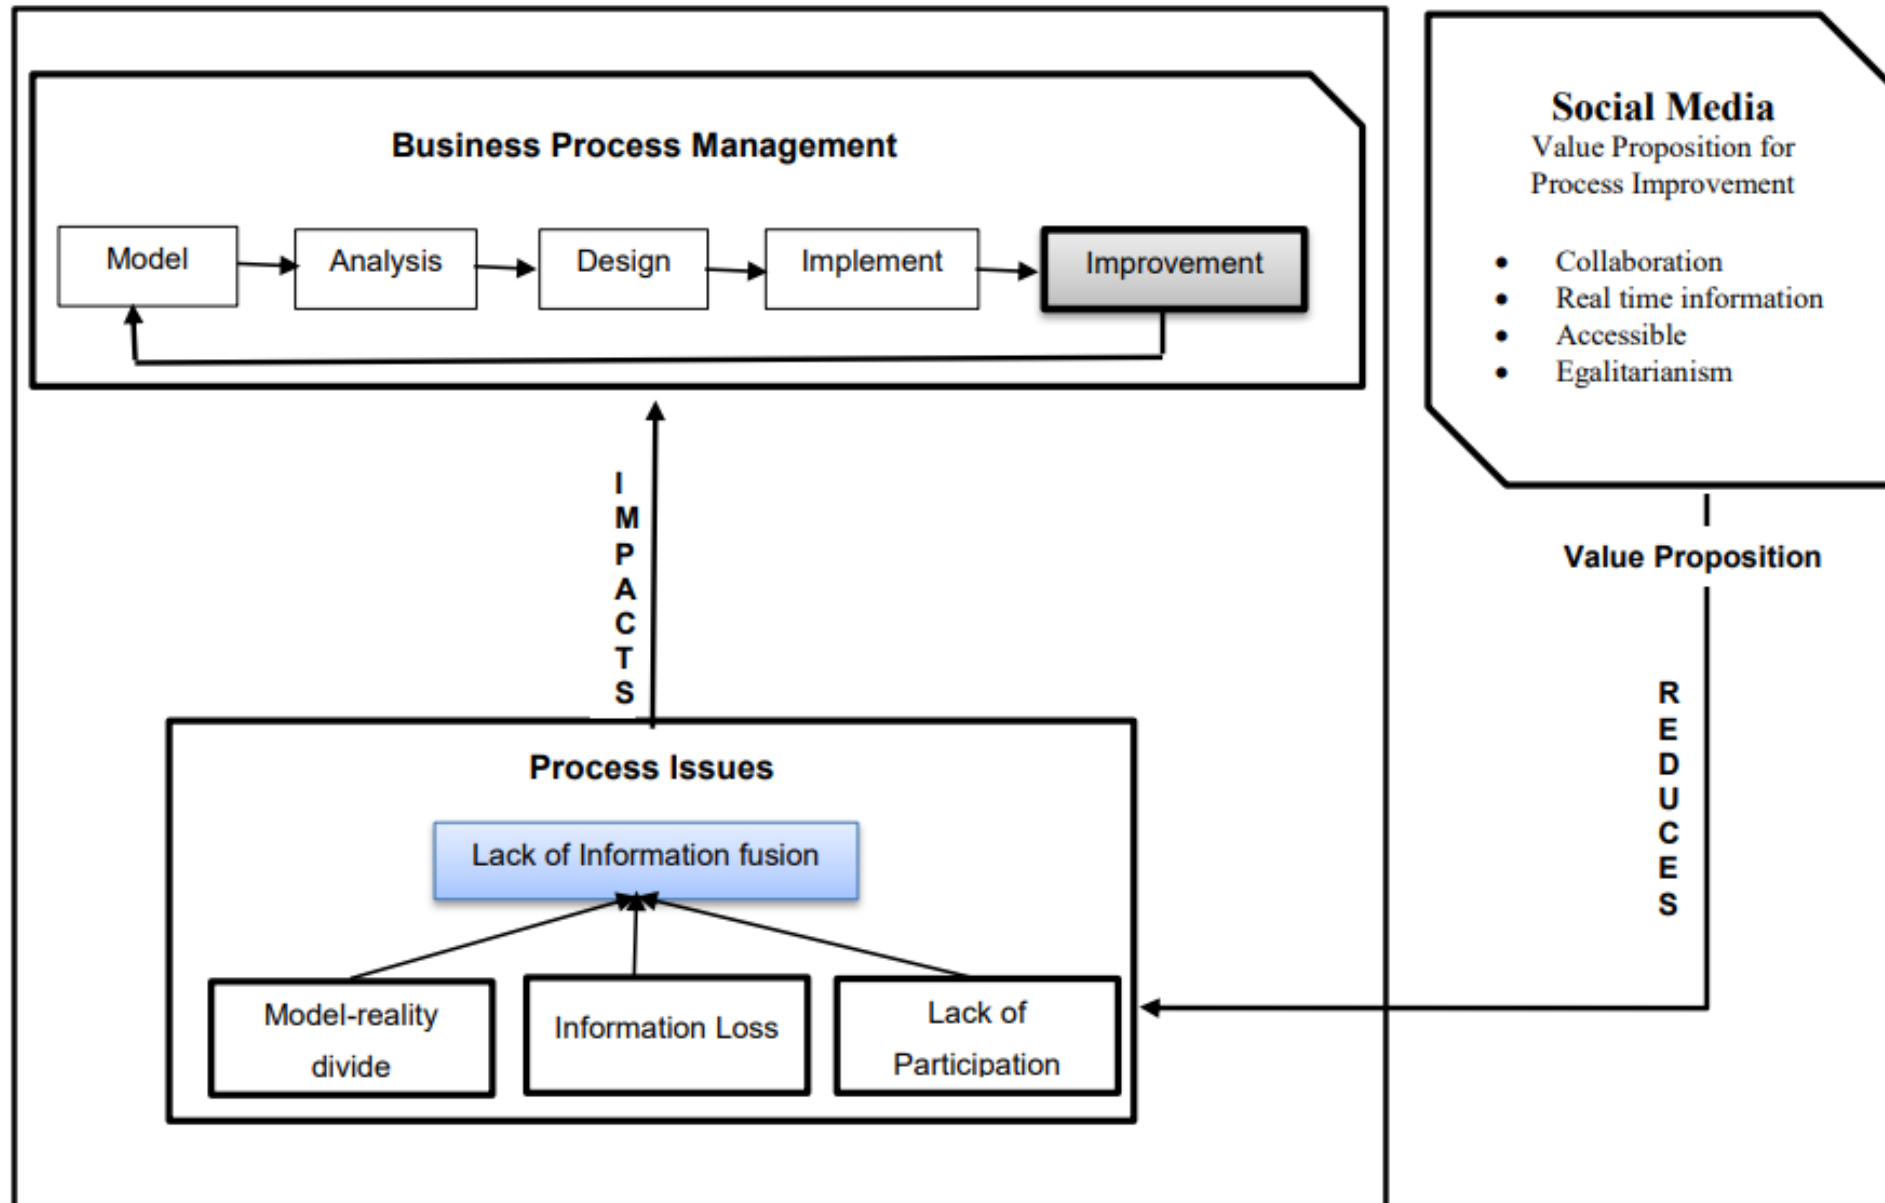 Business Process Management
Model
Analysis
Design
Implement
Improvement
IMPACTS
Process Issues
Lack of Information fusion
Model-reality
divide
Information Loss
Lack of
Participation
Social Media
Value Proposition for
Process Improvement
• Collaboration
• Real time information
• Accessible
• Egalitarianism
Value Proposition
REDUCES